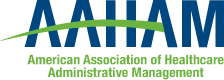 AAHAM
American Association of Healthcare
Administrative Management